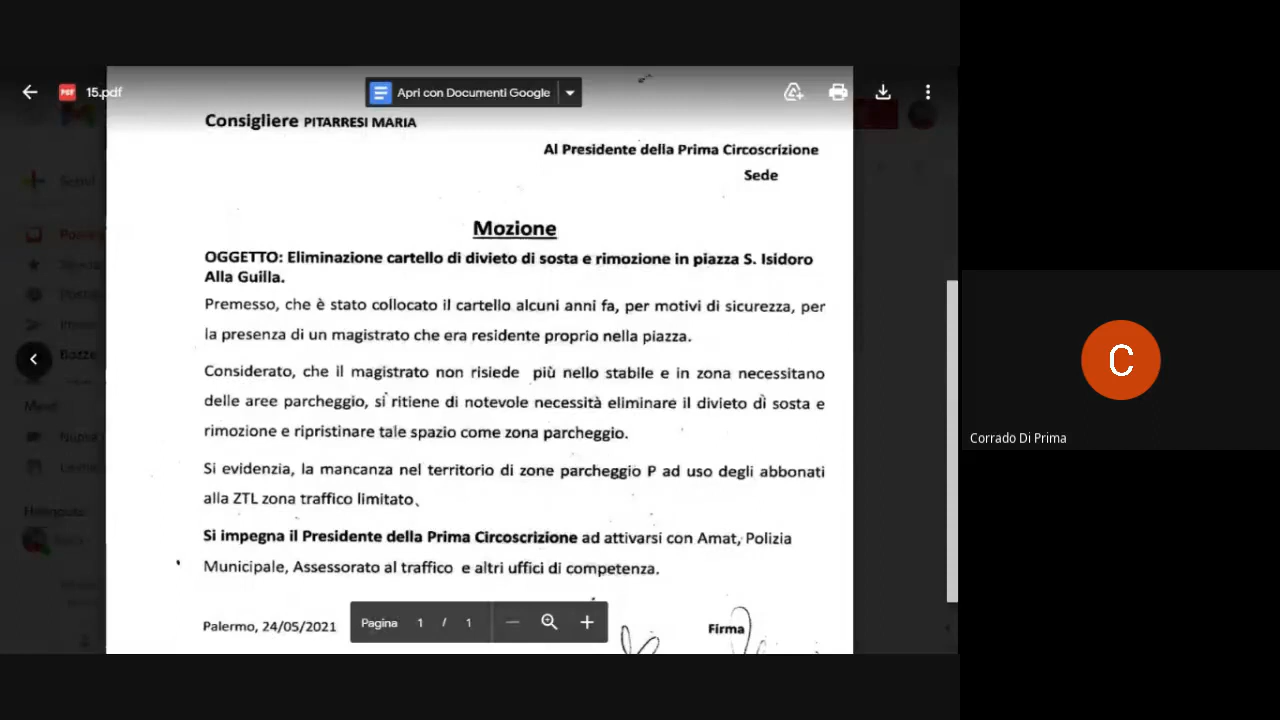 15.pdf
Apri con Documenti Google
Consigliere PITARRESI MARIA
Al Presidente della Prima Circoscrizione
Sede
Mozione
OGGETTO: Eliminazione cartello di divieto di sosta e rimozione in piazza S. Isidoro
Alla Guilla.
Premesso, che è stato collocato il cartello alcuni anni fa, per motivi di sicurezza, per
la presenza di un magistrato che era residente proprio nella piazza.
Considerato, che il magistrato non risiede più nello stabile e in zona necessitano
delle aree parcheggio, si ritiene di notevole necessità eliminare il divieto di sosta e
rimozione e ripristinare tale spazio come zona parcheggio.
Si evidenzia, la mancanza nel territorio di zone parcheggio P ad uso degli abbonati
alla ZTL zona traffico limitato,
Si impegna il Presidente della Prima Circoscrizione ad attivarsi con Amat, Polizia
Municipale, Assessorato al traffico e altri uffici di competenza.
Palermo, 24/05/2021
Firma
Pagina 1 / 1
Scrivi
Bozze
Meet
C
Corrado Di Prima